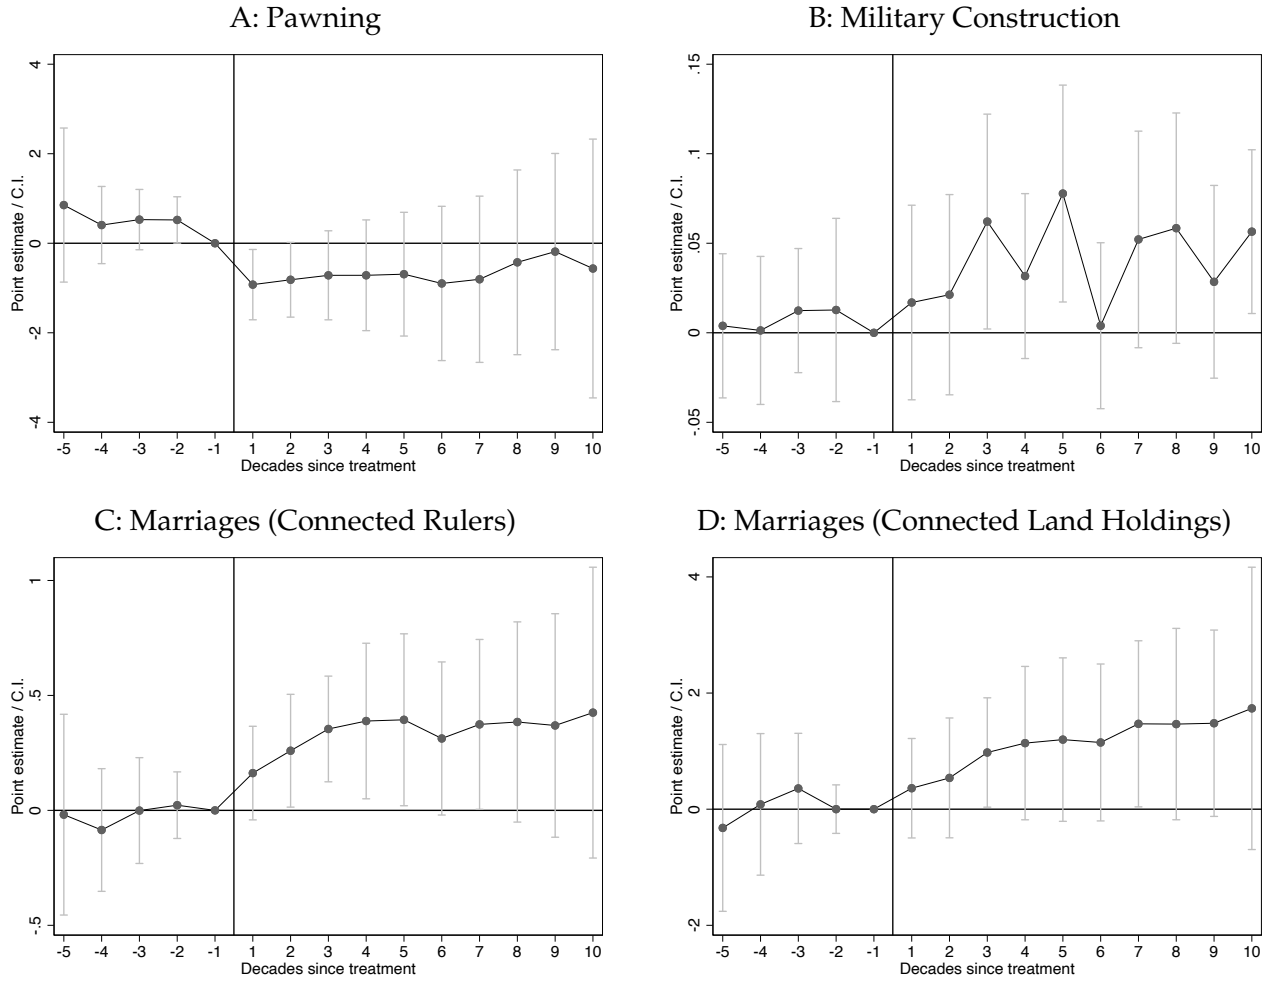 A: Pawning
Point estimate / C.I.
4
2
0
-2
-4
-5 -4 -3 -2 -1 1 2 3 4 5 6 7 8 9 10
Decades since treatment
B: Military Construction
Point estimate / C.I.
.15
.1
.05
0
-.05
-5 -4 -3 -2 -1 1 2 3 4 5 6 7 8 9 10
Decades since treatment
C: Marriages (Connected Rulers)
Point estimate / C.I.
1
.5
0
-.5
-5 -4 -3 -2 -1 1 2 3 4 5 6 7 8 9 10
Decades since treatment
D: Marriages (Connected Land Holdings)
Point estimate / C.I.
4
2
0
-2
-5 -4 -3 -2 -1 1 2 3 4 5 6 7 8 9 10
Decades since treatment